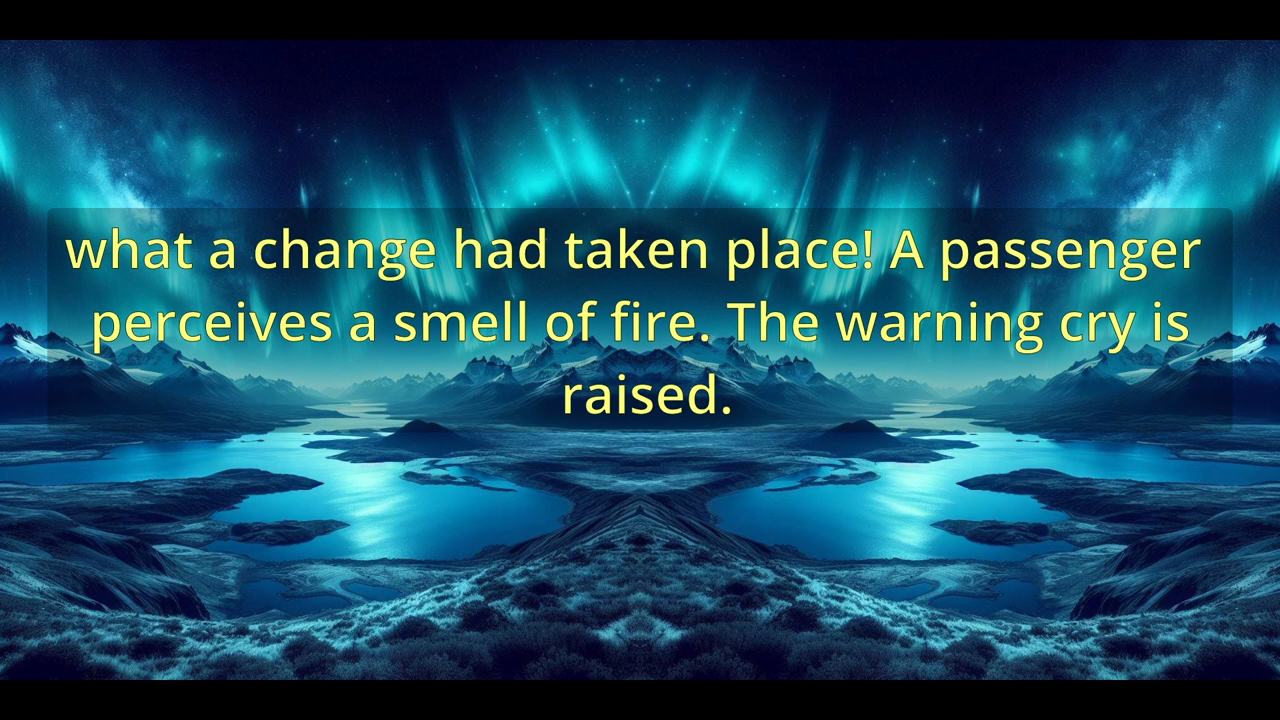 what a change had taken place! A passenger
perceives a smell of fire. The warning cry is
raised.